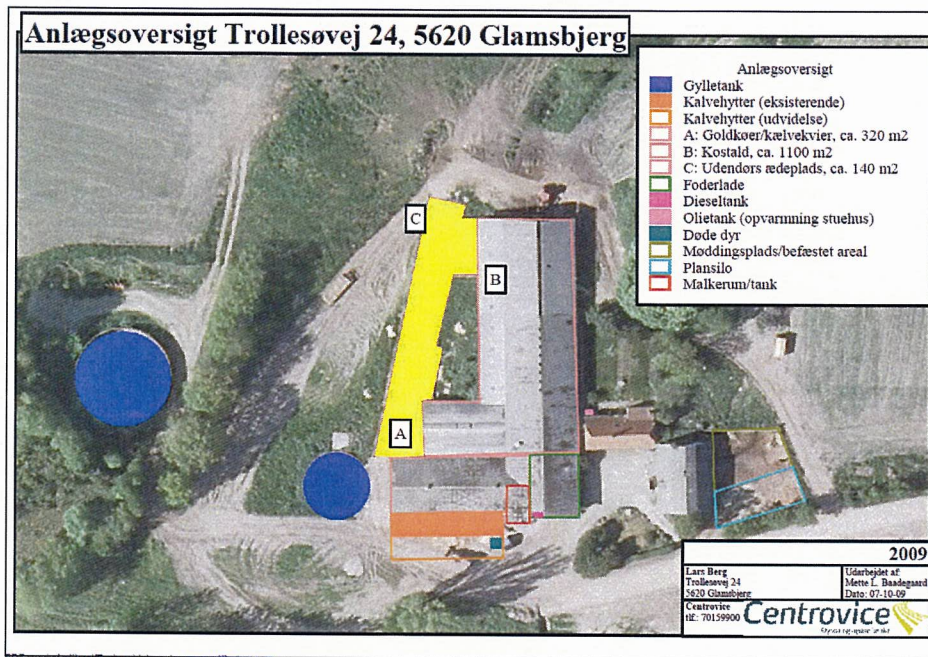 Anlægsoversigt Trollesøvej 24, 5620 Glamsbjerg
Anlægsoversigt
Gylletank
Kalvehytter (eksisterende)
Kalvehytter (udvidelse)
A: Goldkøer/kælvekvier, ca. 320 m2
B: Kostald, ca. 1100 m2
C: Udendørs ædeplads, ca. 140 m2
Foderlade
Dieseltank
Olietank (opvarmning stuehus)
Døde dyr
Møddingsplads/befæstet areal
Plansilo
Malkerum/tank
C
B
A
2009
Lars Berg
Trollesøvej 24
5620 Glamsbjerg
Udarbejdet af:
Mette L. Baadegaard
Dato: 07-10-09
Centrovice
tlf.: 70159900
Centrovice